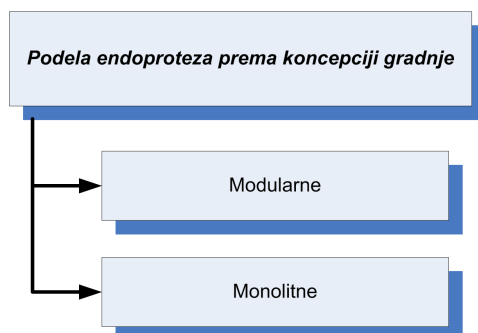 Podela endoproteza prema koncepciji gradnje
Modularne
Monolitne